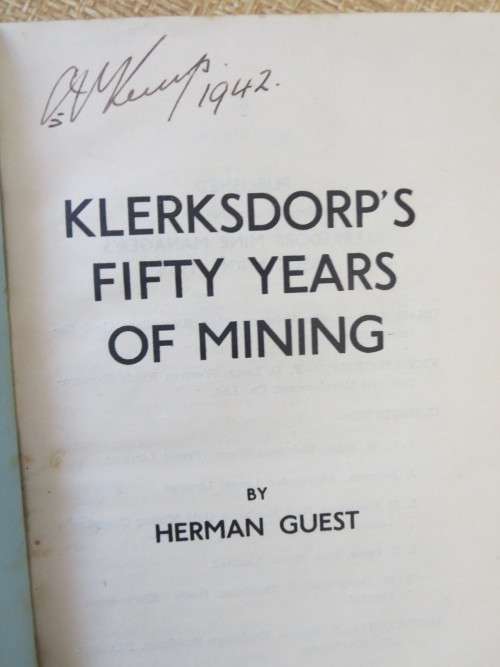 1942.
KLERKSDORP'S
FIFTY YEARS
OF MINING
BY
HERMAN GUEST